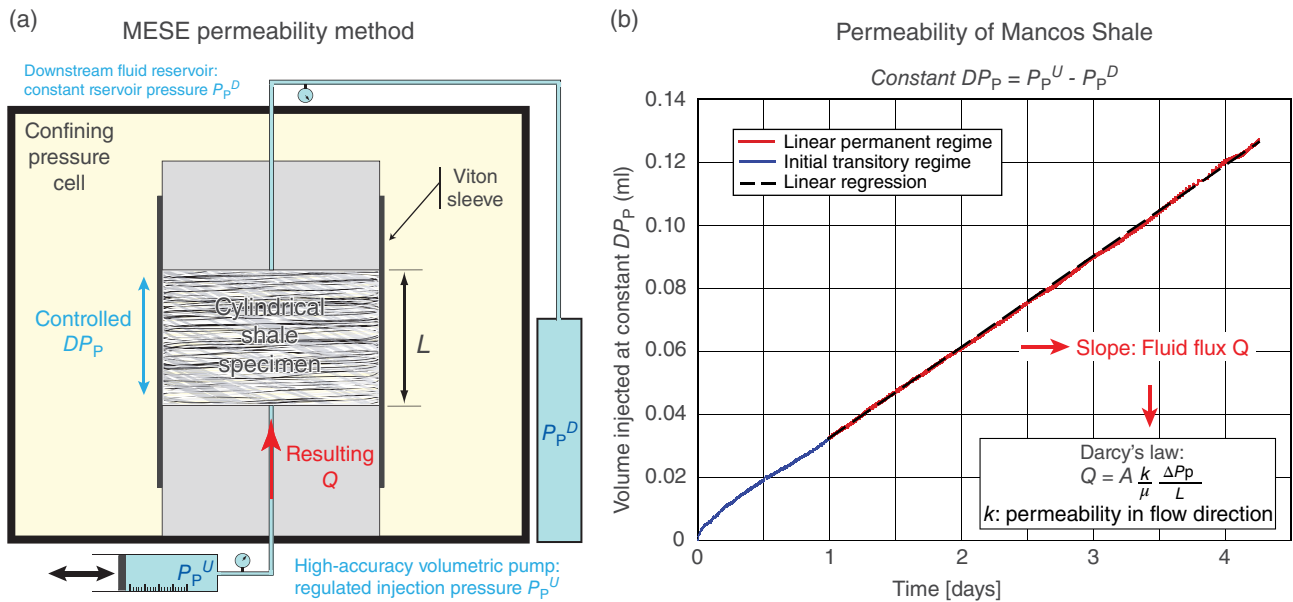 (a)
MESE permeability method
Downstream fluid reservoir:
constant rservoir pressure P_P^D
Confining
pressure
cell
Viton
sleeve
Controlled
DP_P
Cylindrical
shale
specimen
L
P_P^D
Resulting
Q
P_P^U
High-accuracy volumetric pump:
regulated injection pressure P_P^U
(b)
Permeability of Mancos Shale
Constant DP_P = P_P^U - P_P^D
Volume injected at constant DP_P (ml)
0.14
0.12
0.10
0.08
0.06
0.04
0.02
0
Linear permanent regime
Initial transitory regime
Linear regression
Slope: Fluid flux Q
Darcy's law:
Q = A k/μ ΔPp/L
k: permeability in flow direction
0 1 2 3 4
Time [days]